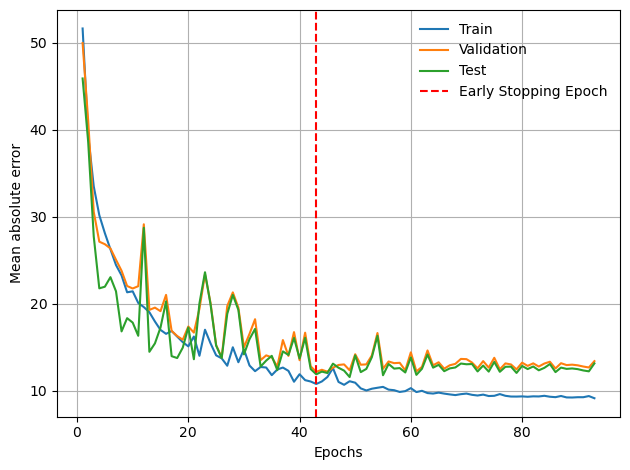 Train
Validation
Test
Early Stopping Epoch
Mean absolute error
50
40
30
20
10
0 20 40 60 80
Epochs